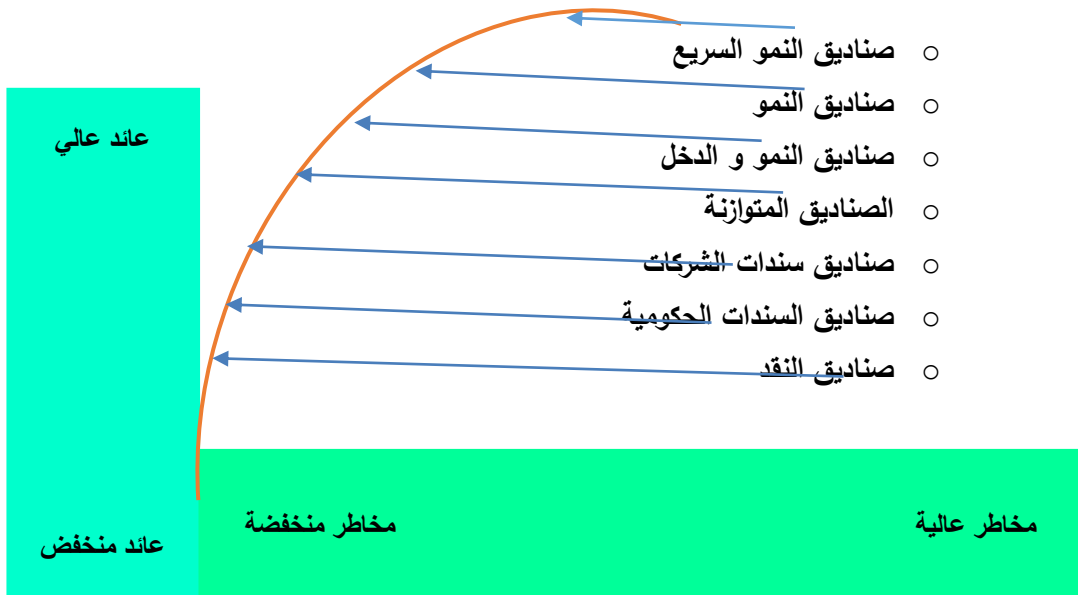 ○ صناديق النمو السريع
○ صناديق النمو
○ صناديق النمو و الدخل
○ الصناديق المتوازنة
○ صناديق سندات الشركات
○ صناديق السندات الحكومية
○ صناديق النقد
عائد عالي
عائد منخفض
مخاطر عالية
مخاطر منخفضة